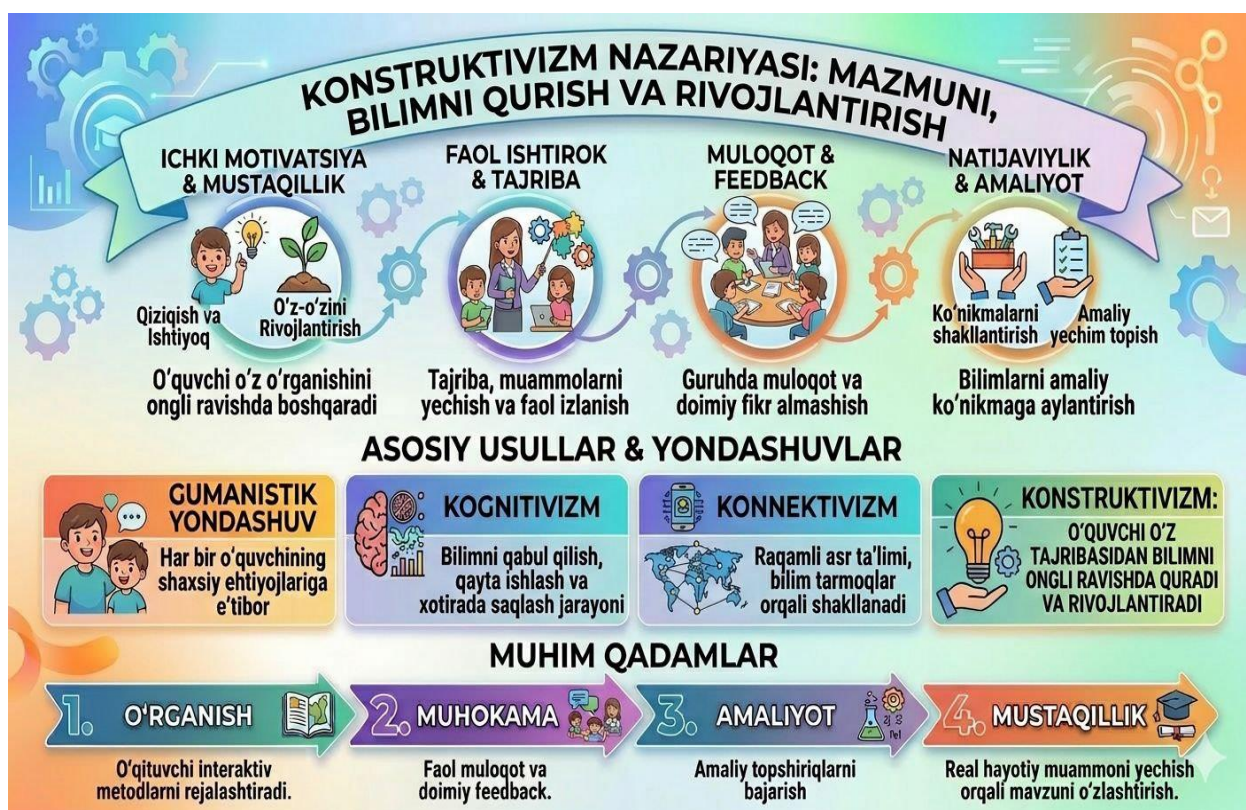 KONSTRUKTIVIZM NAZARIYASI: MAZMUNI,
BILIMNI QURISH VA RIVOJLANTIRISH
ICHKI MOTIVATSIYA
& MUSTAQILLIK
Qiziqish va
Ishtiyoq
O'z-o'zini
Rivojlantirish
O'quvchi o'z o'rganishini
ongli ravishda boshqaradi
FAOL ISHTIROK
& TAJRIBA
Tajriba, muammolarni
yechish va faol izlanish
MULOQOT &
FEEDBACK
Guruhda muloqot va
doimiy fikr almashish
NATIJAVIYLIK
& AMALIYOT
Ko'nikmalarni
shakllantirish
Amaliy
yechim topish
Bilimlarni amaliy
ko'nikmaga aylantirish
ASOSIY USULLAR & YONDASHUVLAR
GUMANISTIK
YONDASHUV
Har bir o'quvchining
shaxsiy ehtiyojlariga
e'tibor
KOGNITIVIZM
Bilimni qabul qilish,
qayta ishlash va
xotirada saqlash jarayoni
KONNEKTIVIZM
Raqamli asr ta'limi,
bilim tarmoqlar
orqali shakllanadi
KONSTRUKTIVIZM:
O'QUVCHI O'Z
TAJRIBASIDAN BILIMNI
ONGLI RAVISHDA QURADI
VA RIVOJLANTIRADI
MUHIM QADAMLAR
1. O'RGANISH
O'qituvchi interaktiv
metodlarni rejalashtiradi.
2. MUHOKAMA
Faol muloqot va
doimiy feedback.
3. AMALIYOT
Amaliy topshiriqlarni
bajarish
4. MUSTAQILLIK
Real hayotiy muammoni yechish
orqali mavzuni o'zlashtirish.